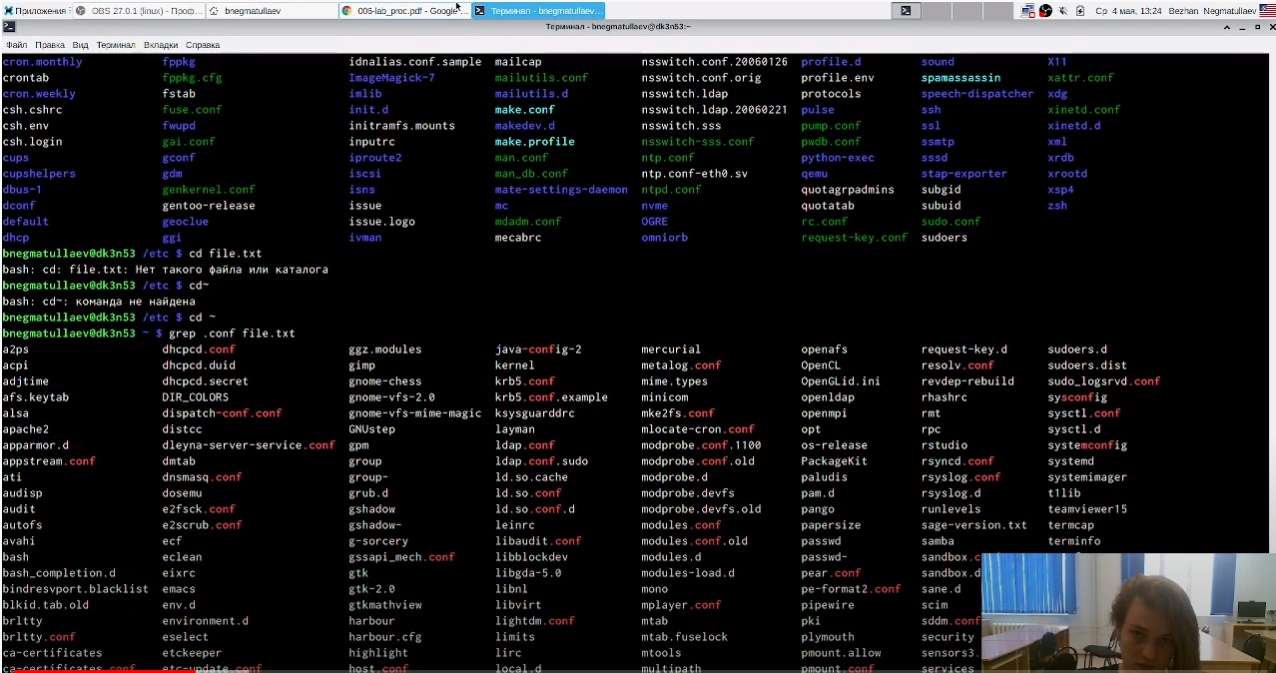 Приложения OBS 27.0.1 (linux) - Проф... bnegmatullaev 005-lab_proc.pdf - Google... Терминал - bnegmatullaev... Ср 4 мая, 13:24 Bezhan Negmatullaev
Терминал - bnegmatullaev@dk3n53:~
Файл Правка Вид Терминал Вкладки Справка
cron.monthly fppkg idnalias.conf.sample mailcap nsswitch.conf.20060126 profile.d sound X11
crontab fppkg.cfg ImageMagick-7 mailutils.conf nsswitch.conf.orig profile.env spamassassin xattr.conf
cron.weekly fstab imlib mailutils.d nsswitch.ldap protocols speech-dispatcher xdg
csh.cshrc fuse.conf init.d make.conf nsswitch.ldap.20060221 pulse ssh xinetd.conf
csh.env fwupd initramfs.mounts makedev.d nsswitch.sss pump.conf ssl xinetd.d
csh.login gai.conf inputrc make.profile nsswitch-sss.conf pwdb.conf ssmtp xml
cups gconf iproute2 man.conf ntp.conf python-exec sssd xrdb
cupshelpers gdm iscsi man_db.conf ntp.conf-eth0.sv qemu stap-exporter xrootd
dbus-1 genkernel.conf isns mate-settings-daemon ntpd.conf quotagrpadmins subgid xsp4
dconf gentoo-release issue mc nvme quotatab subuid zsh
default geoclue issue.logo mdadm.conf OGRE rc.conf sudo.conf
dhcp ggi ivman mecabrc omniorb request-key.conf sudoers
bnegmatullaev@dk3n53 /etc $ cd file.txt
bash: cd: file.txt: Нет такого файла или каталога
bnegmatullaev@dk3n53 /etc $ cd~
bash: cd~: команда не найдена
bnegmatullaev@dk3n53 /etc $ cd ~
bnegmatullaev@dk3n53 ~ $ grep .conf file.txt
a2ps dhcpcd.conf ggz.modules java-config-2 mercurial openafs request-key.d sudoers.d
acpi dhcpcd.duid gimp kernel metalog.conf OpenCL resolv.conf sudoers.dist
adjtime dhcpcd.secret gnome-chess krb5.conf mime.types OpenGLid.ini revdep-rebuild sudo_logsrvd.conf
afs.keytab DIR_COLORS gnome-vfs-2.0 krb5.conf.example minicom openldap rhashrc sysconfig
alsa dispatch-conf.conf gnome-vfs-mime-magic ksysguarddrc mke2fs.conf openmpi rmt sysctl.conf
apache2 distcc GNUstep layman mlocate-cron.conf opt rpc sysctl.d
apparmor.d dleyna-server-service.conf gpm ldap.conf modprobe.conf.1100 os-release rstudio systemconfig
appstream.conf dmtab group ldap.conf.sudo modprobe.conf.old PackageKit rsyncd.conf systemd
ati dnsmasq.conf group- ld.so.cache modprobe.d paludis rsyslog.conf systemimager
audisp dosemu grub.d ld.so.conf modprobe.devfs pam.d rsyslog.d t1lib
audit e2fsck.conf gshadow ld.so.conf.d modprobe.devfs.old pango runlevels teamviewer15
autofs e2scrub.conf gshadow- leinrc modules.conf papersize sage-version.txt termcap
avahi ecf g-sorcery libaudit.conf modules.conf.old passwd samba terminfo
bash eclean gssapi_mech.conf libblockdev modules.d passwd- sandbox.c
bash_completion.d eixrc gtk libgda-5.0 modules-load.d pear.conf sandbox.d
bindresvport.blacklist emacs gtk-2.0 libnl mono pe-format2.conf sane.d
blkid.tab.old env.d gtkmathview libvirt mplayer.conf pipewire scim
brltty environment.d harbour lightdm.conf mtab pki sddm.conf
brltty.conf eselect harbour.cfg limits mtab.fuselock plymouth security
ca-certificates etckeeper highlight lirc mtools pmount.allow sensors3.
ca-certificates.conf etc-update.conf host.conf local.d multipath pmount.conf services